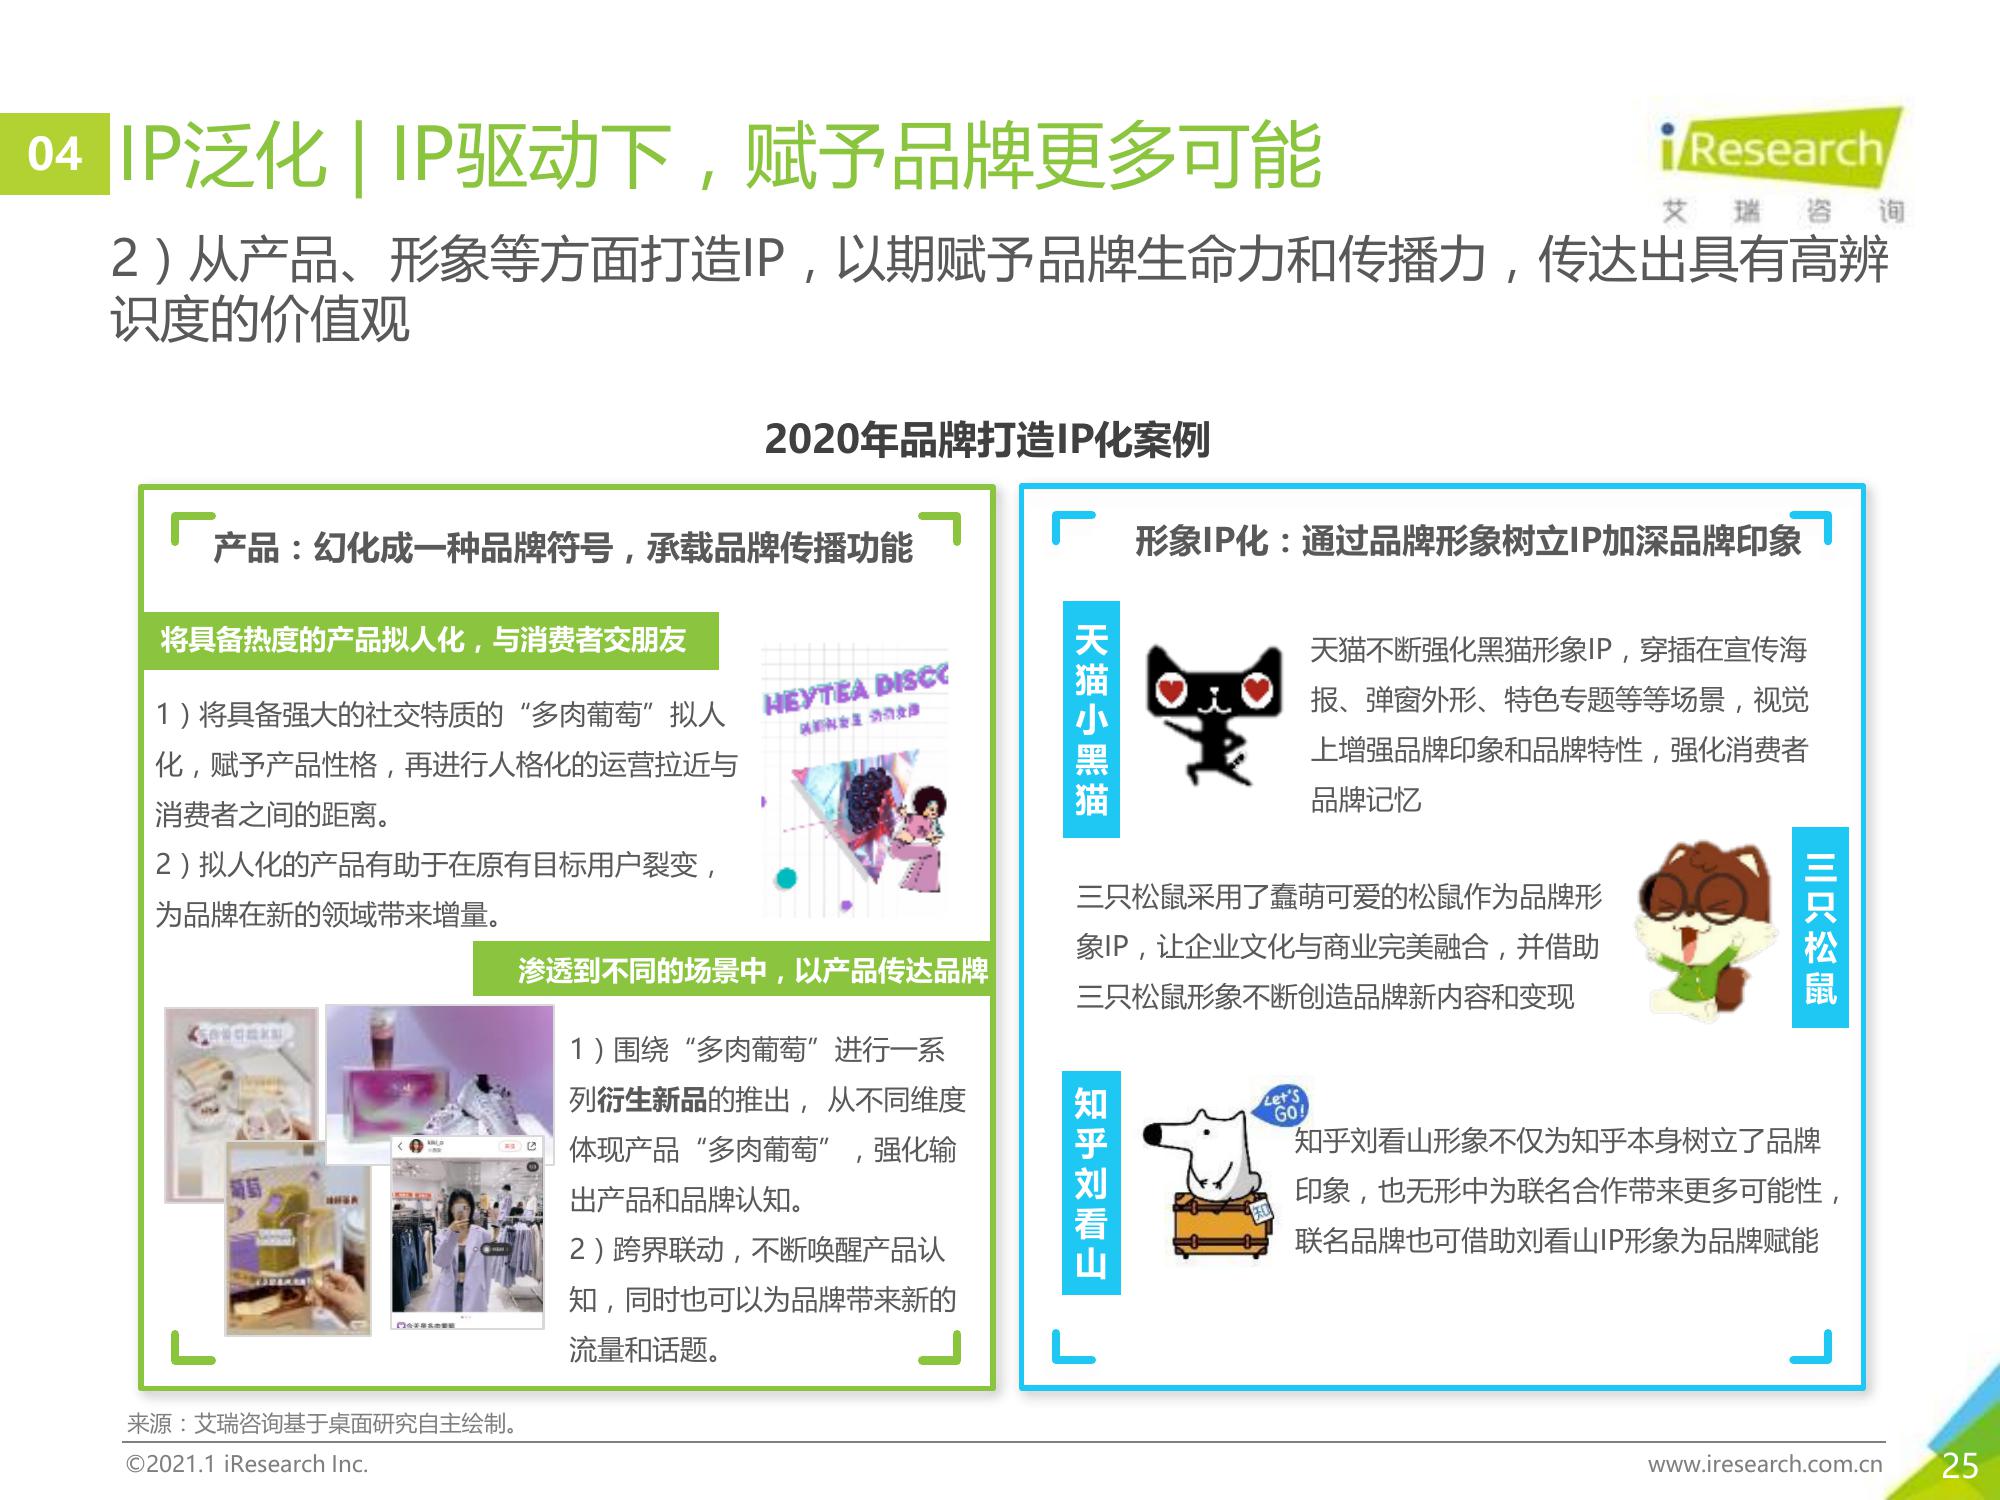 04
IP泛化 | IP驱动下，赋予品牌更多可能
iResearch
艾瑞咨询
2）从产品、形象等方面打造IP，以期赋予品牌生命力和传播力，传达出具有高辨
识度的价值观
2020年品牌打造IP化案例
产品：幻化成一种品牌符号，承载品牌传播功能
将具备热度的产品拟人化，与消费者交朋友
1）将具备强大的社交特质的“多肉葡萄”拟人
化，赋予产品性格，再进行人格化的运营拉近与
消费者之间的距离。
2）拟人化的产品有助于在原有目标用户裂变，
为品牌在新的领域带来增量。
HEYTEA DISCO
渗透到不同的场景中，以产品传达品牌
1）围绕“多肉葡萄”进行一系
列衍生新品的推出， 从不同维度
体现产品“多肉葡萄” ，强化输
出产品和品牌认知。
2）跨界联动，不断唤醒产品认
知，同时也可以为品牌带来新的
流量和话题。
葡萄
形象IP化：通过品牌形象树立IP加深品牌印象
天猫小黑猫
天猫不断强化黑猫形象IP，穿插在宣传海
报、弹窗外形、特色专题等等场景，视觉
上增强品牌印象和品牌特性，强化消费者
品牌记忆
三只松鼠
三只松鼠采用了蠢萌可爱的松鼠作为品牌形
象IP，让企业文化与商业完美融合，并借助
三只松鼠形象不断创造品牌新内容和变现
知乎刘看山
LET'S
GO!
知
知乎刘看山形象不仅为知乎本身树立了品牌
印象，也无形中为联名合作带来更多可能性，
联名品牌也可借助刘看山IP形象为品牌赋能
来源：艾瑞咨询基于桌面研究自主绘制。
©2021.1 iResearch Inc.
www.iresearch.com.cn
25